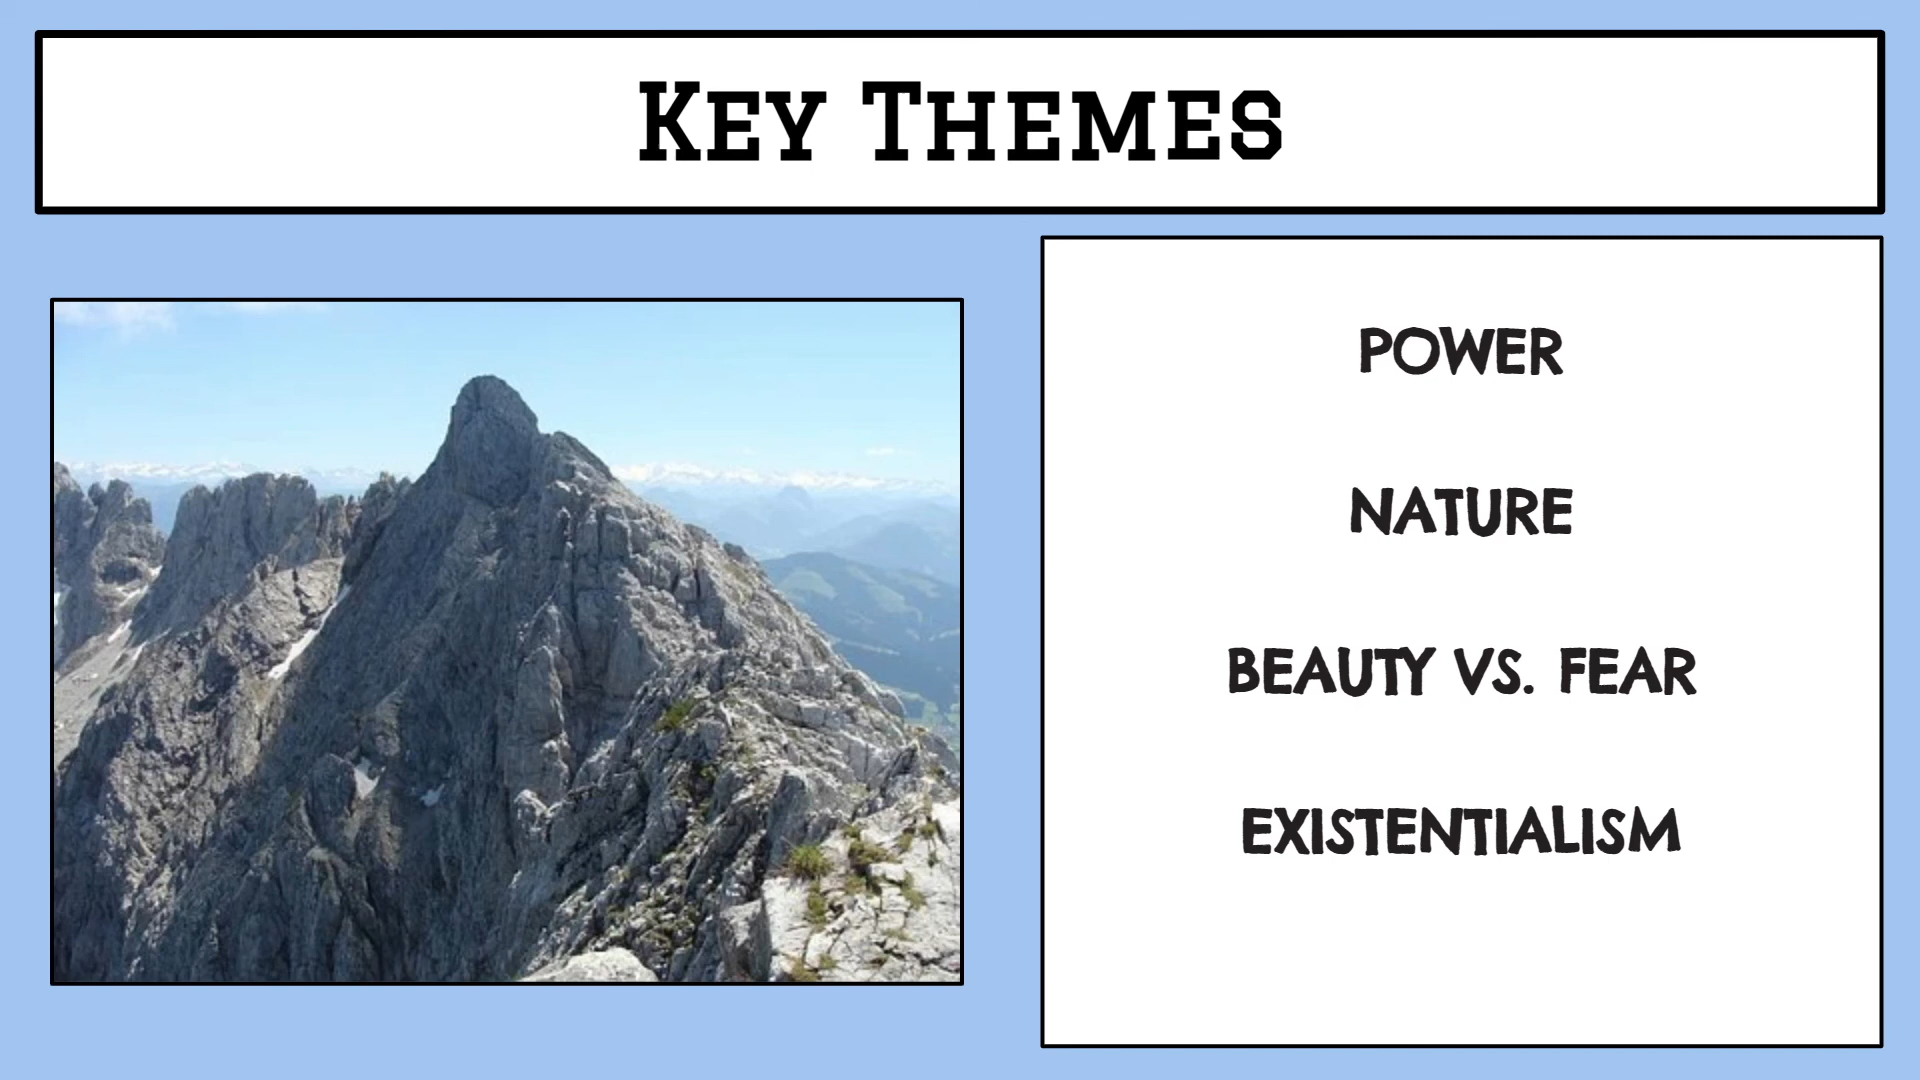 Key Themes
POWER
NATURE
BEAUTY VS. FEAR
EXISTENTIALISM